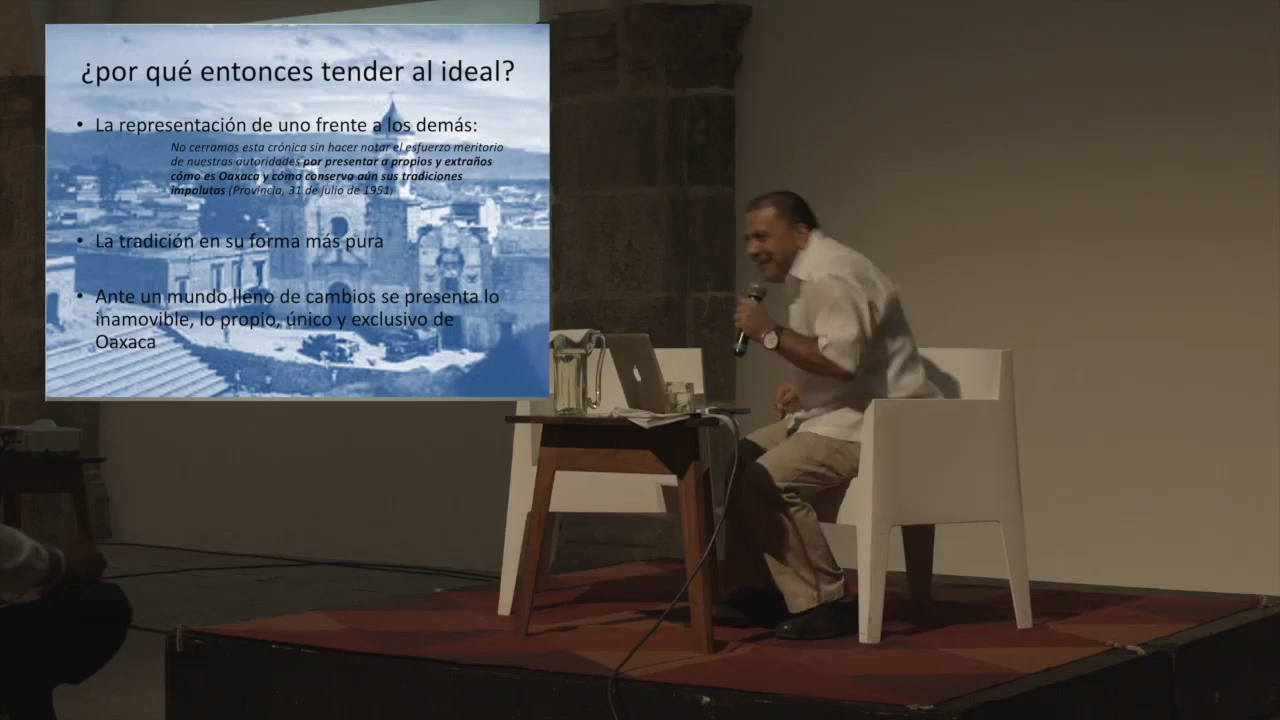 ¿por qué entonces tender al ideal?
• La representación de uno frente a los demás:
No cerramos esta crónica sin hacer notar el esfuerzo meritorio
de nuestras autoridades por presentar a propios y extraños
cómo es Oaxaca y cómo conserva aún sus tradiciones
impolutas (Provincia, 31 de julio de 1951)
• La tradición en su forma más pura
• Ante un mundo lleno de cambios se presenta lo
inamovible, lo propio, único y exclusivo de
Oaxaca